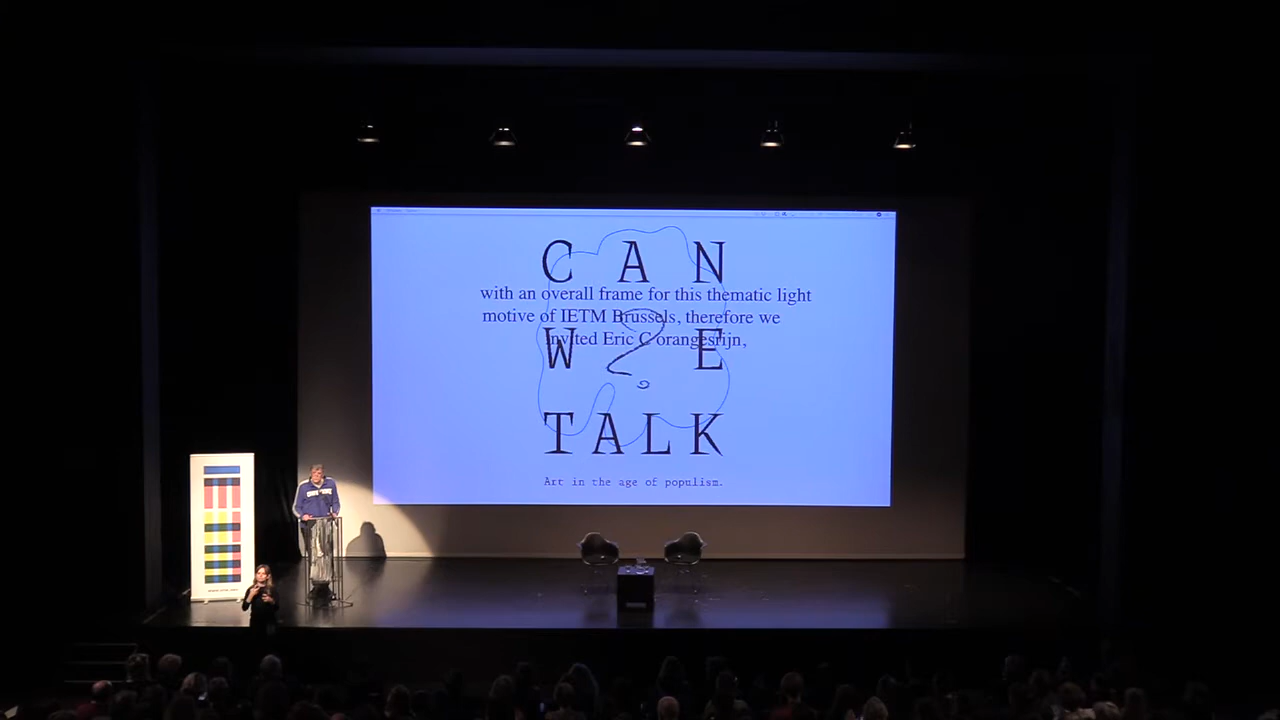 CAN
with an overall frame for this thematic light
motive of IETM Brussels, therefore we
invited Eric C orangesrijn,
W ? E
TALK
Art in the age of populism.